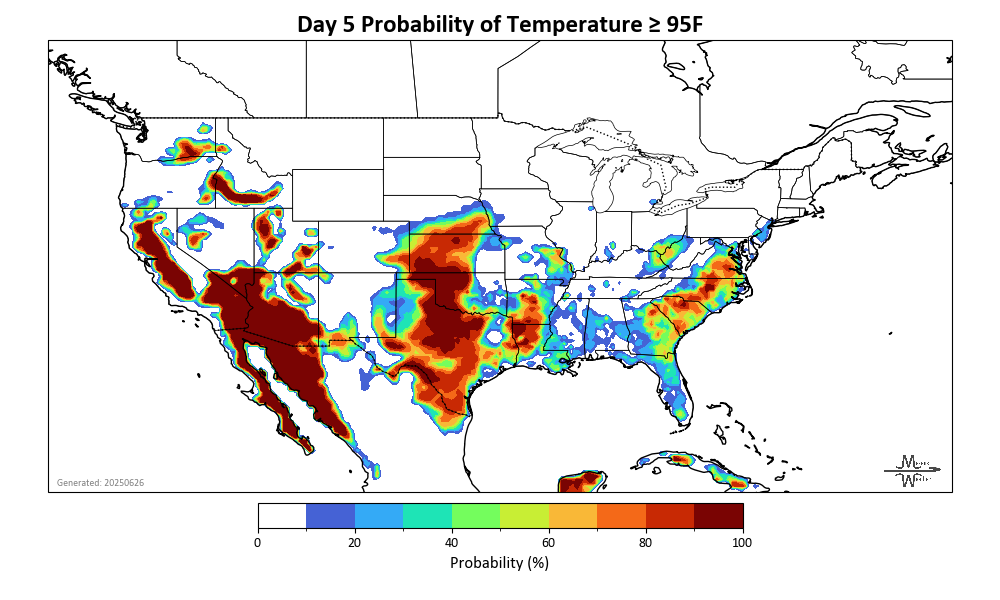 Day 5 Probability of Temperature ≥ 95F
Generated: 20250626
0 20 40 60 80 100
Probability (%)